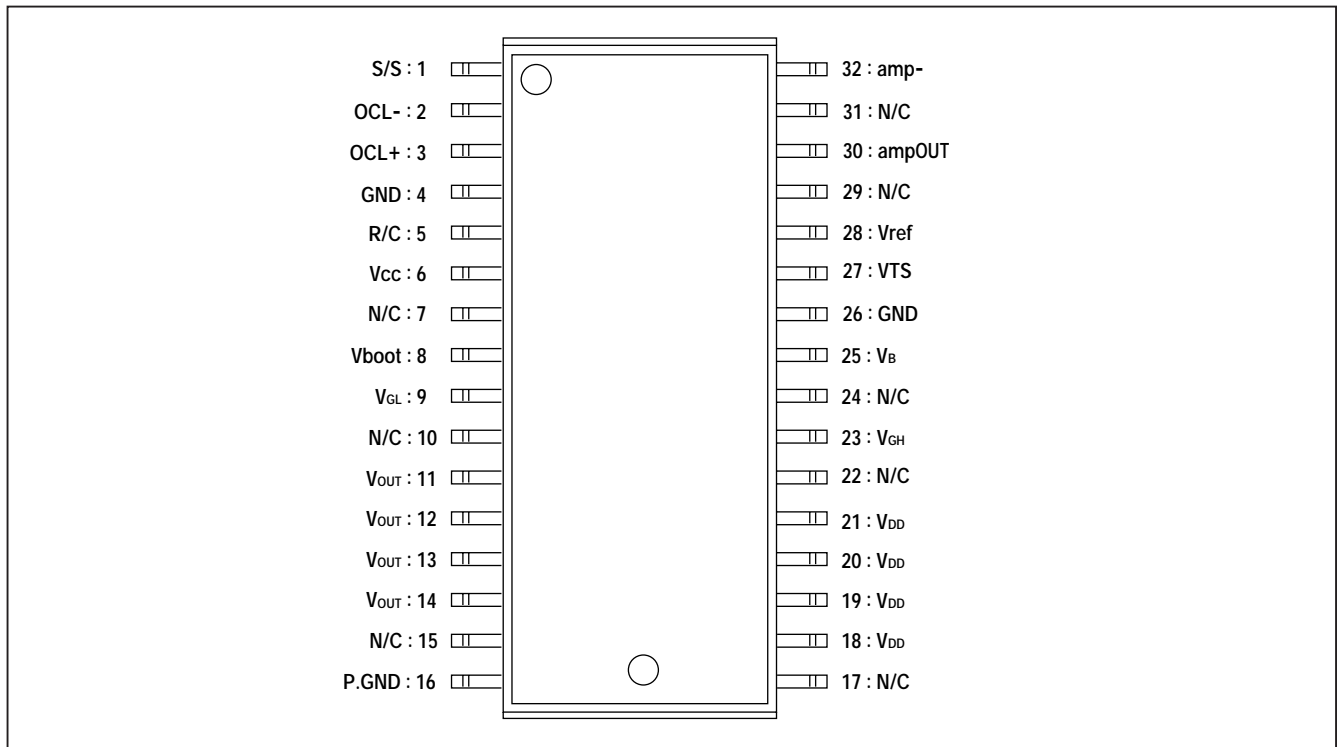 S/S : 1
OCL- : 2
OCL+ : 3
GND : 4
R/C : 5
Vcc : 6
N/C : 7
Vboot : 8
VGL : 9
N/C : 10
VOUT : 11
VOUT : 12
VOUT : 13
VOUT : 14
N/C : 15
P.GND : 16
32 : amp-
31 : N/C
30 : ampOUT
29 : N/C
28 : Vref
27 : VTS
26 : GND
25 : VB
24 : N/C
23 : VGH
22 : N/C
21 : VDD
20 : VDD
19 : VDD
18 : VDD
17 : N/C